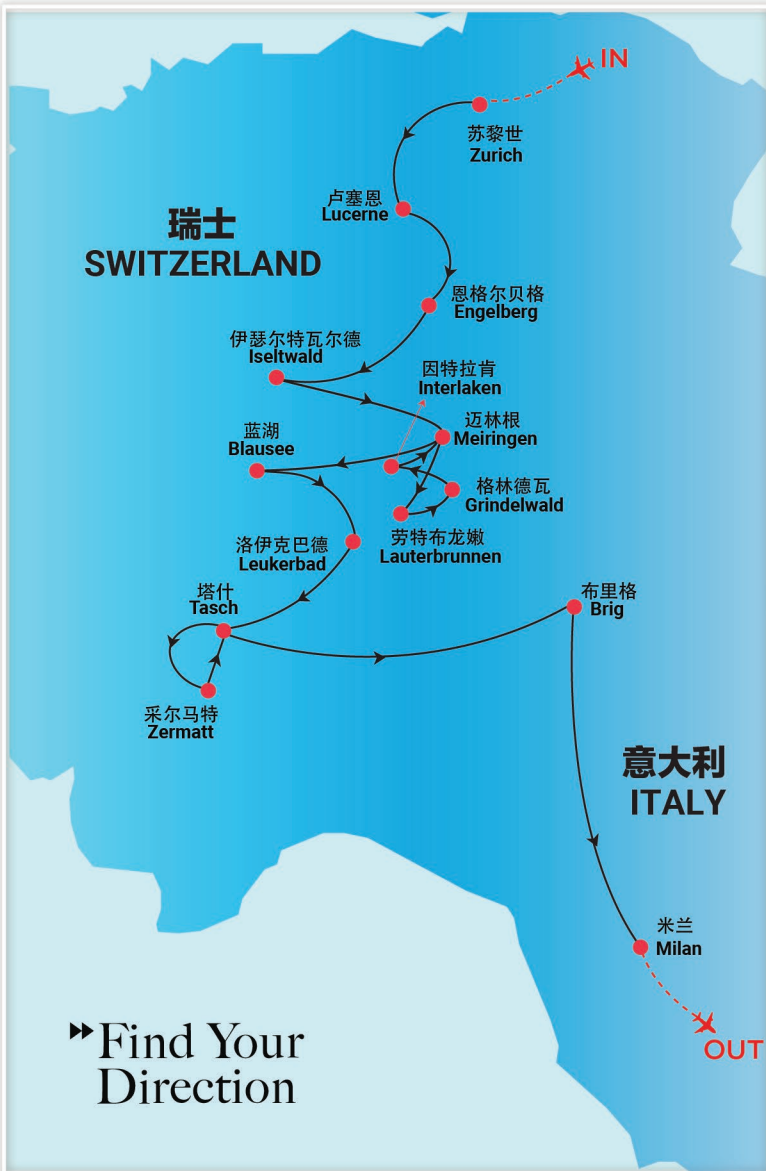 IN
苏黎世
Zurich
卢塞恩
Lucerne
瑞士
SWITZERLAND
恩格尔贝格
Engelberg
伊瑟尔特瓦尔德
Iseltwald
因特拉肯
Interlaken
迈林根
Meiringen
蓝湖
Blausee
格林德瓦
Grindelwald
劳特布龙嫩
Lauterbrunnen
洛伊克巴德
Leukerbad
塔什
Tasch
布里格
Brig
采尔马特
Zermatt
意大利
ITALY
米兰
Milan
OUT
Find Your
Direction